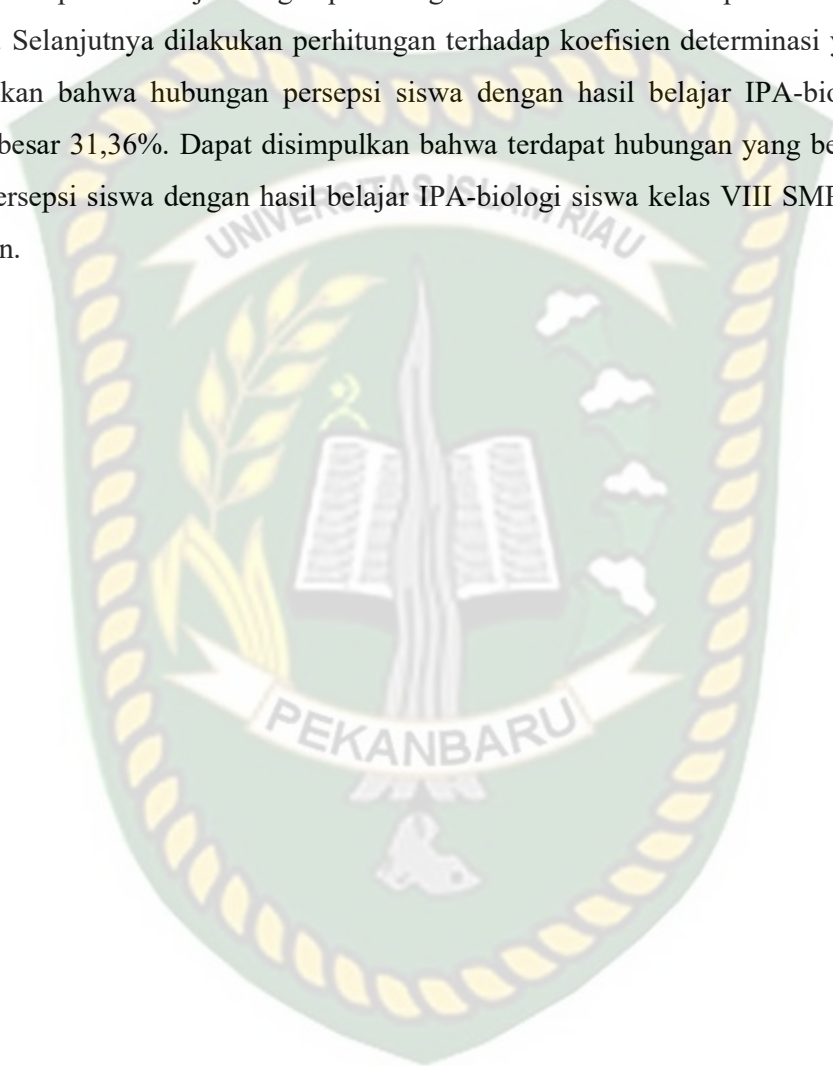 Selanjutnya dilakukan perhitungan terhadap koefisien determinasi
kan bahwa hubungan persepsi siswa dengan hasil belajar IPA-bio
besar 31,36%. Dapat disimpulkan bahwa terdapat hubungan yang be
ersepsi siswa dengan hasil belajar IPA-biologi siswa kelas VIII SMP
n.
UNIVERSITAS ISLAM RIAU
PEKANBARU